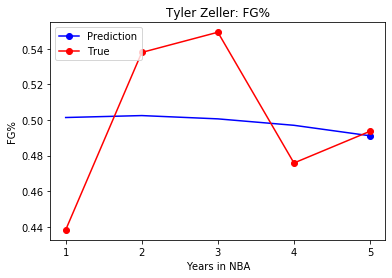 Tyler Zeller: FG%
Prediction
True
FG%
0.54
0.52
0.50
0.48
0.46
0.44
1 2 3 4 5
Years in NBA